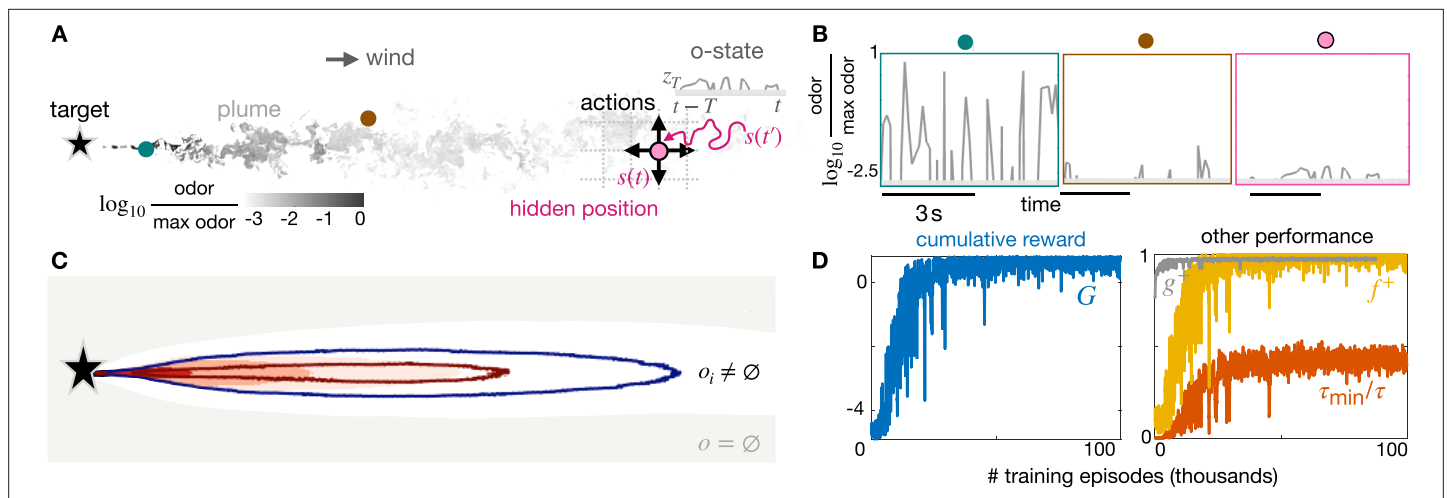 A
wind
o-state
z_T
t − T
t
target
plume
actions
s(t′)
s(t)
hidden position
log₁₀ odor / max odor
-3 -2 -1 0
B
log₁₀ odor / max odor
1
-2.5
3 s
time
C
o_i ≠ ∅
o = ∅
D
cumulative reward
0
-4
G
0
100
other performance
1
0
g⁺
f⁺
τ_min/τ
0
100
# training episodes (thousands)